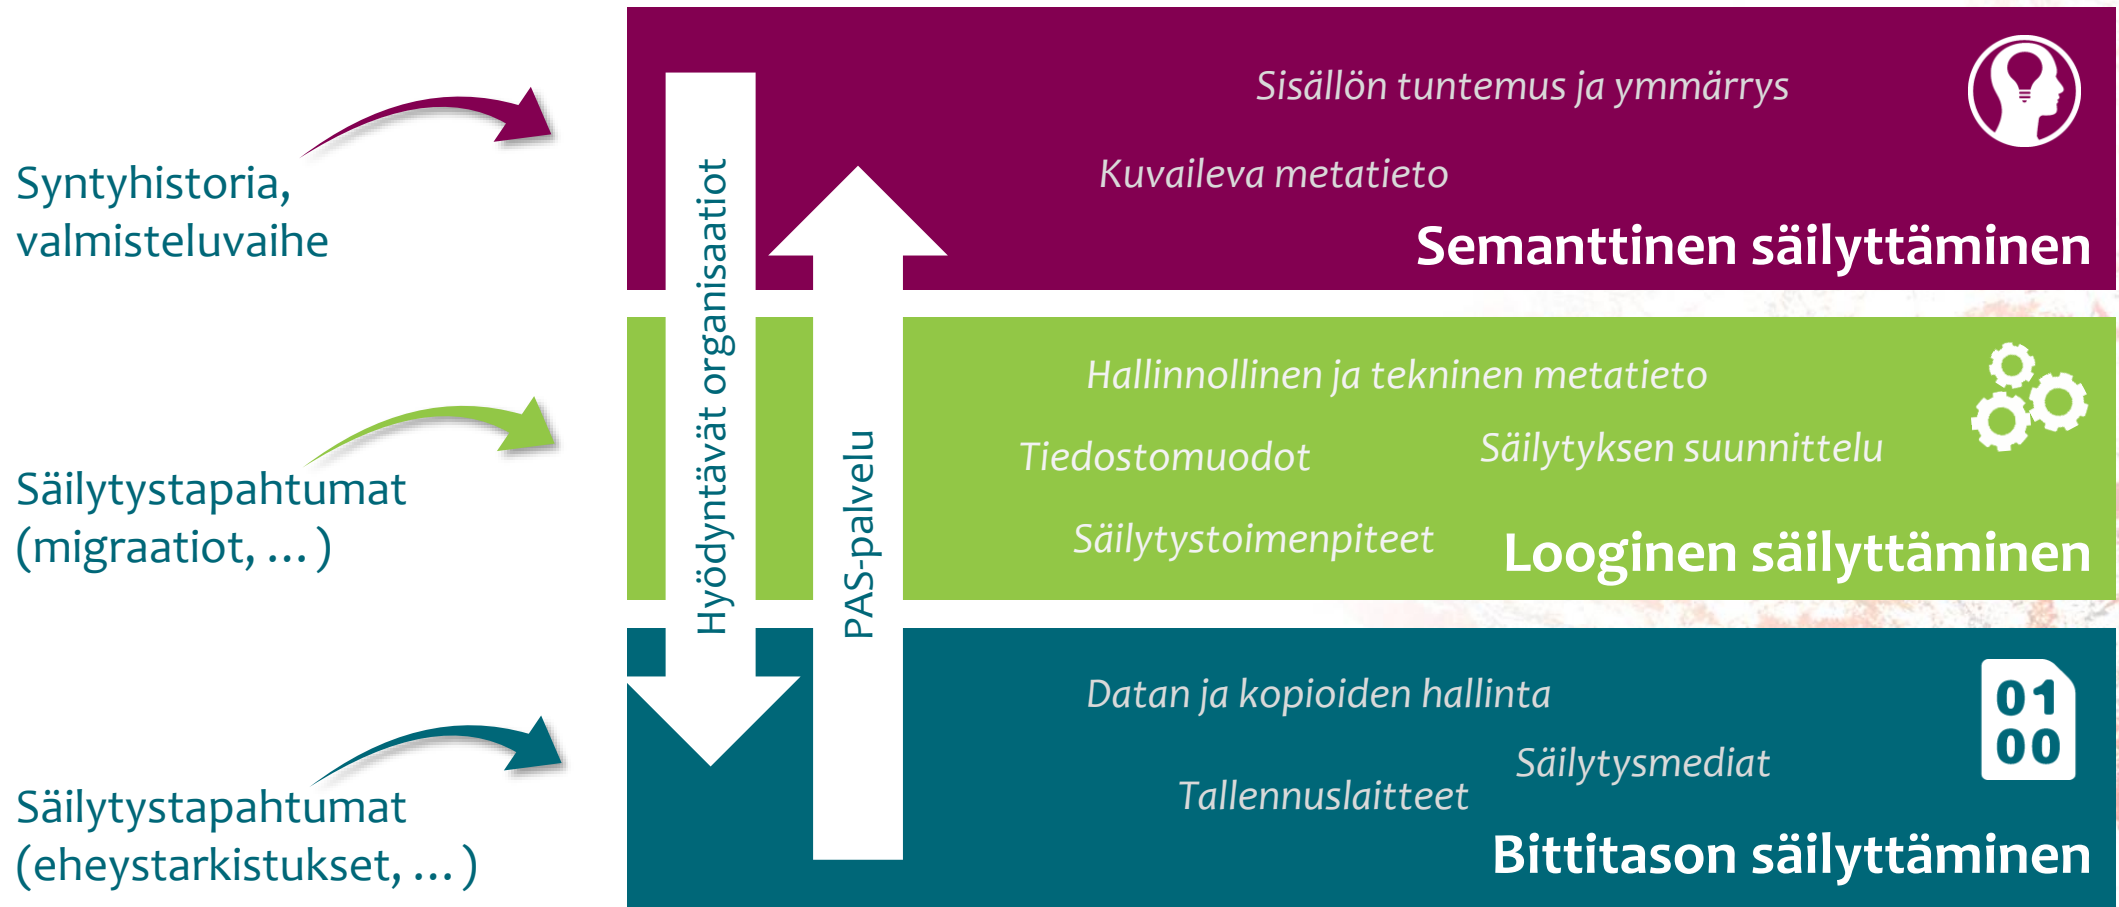 Syntyhistoria,
valmisteluvaihe
Säilytystapahtumat
(migraatiot, … )
Säilytystapahtumat
(eheystarkistukset, … )
Hyödyntävät organisaatiot
PAS-palvelu
Sisällön tuntemus ja ymmärrys
Kuvaileva metatieto
Semanttinen säilyttäminen
Hallinnollinen ja tekninen metatieto
Tiedostomuodot
Säilytyksen suunnittelu
Säilytystoimenpiteet
Looginen säilyttäminen
Datan ja kopioiden hallinta
Säilytysmediat
Tallennuslaitteet
Bittitason säilyttäminen
01
00